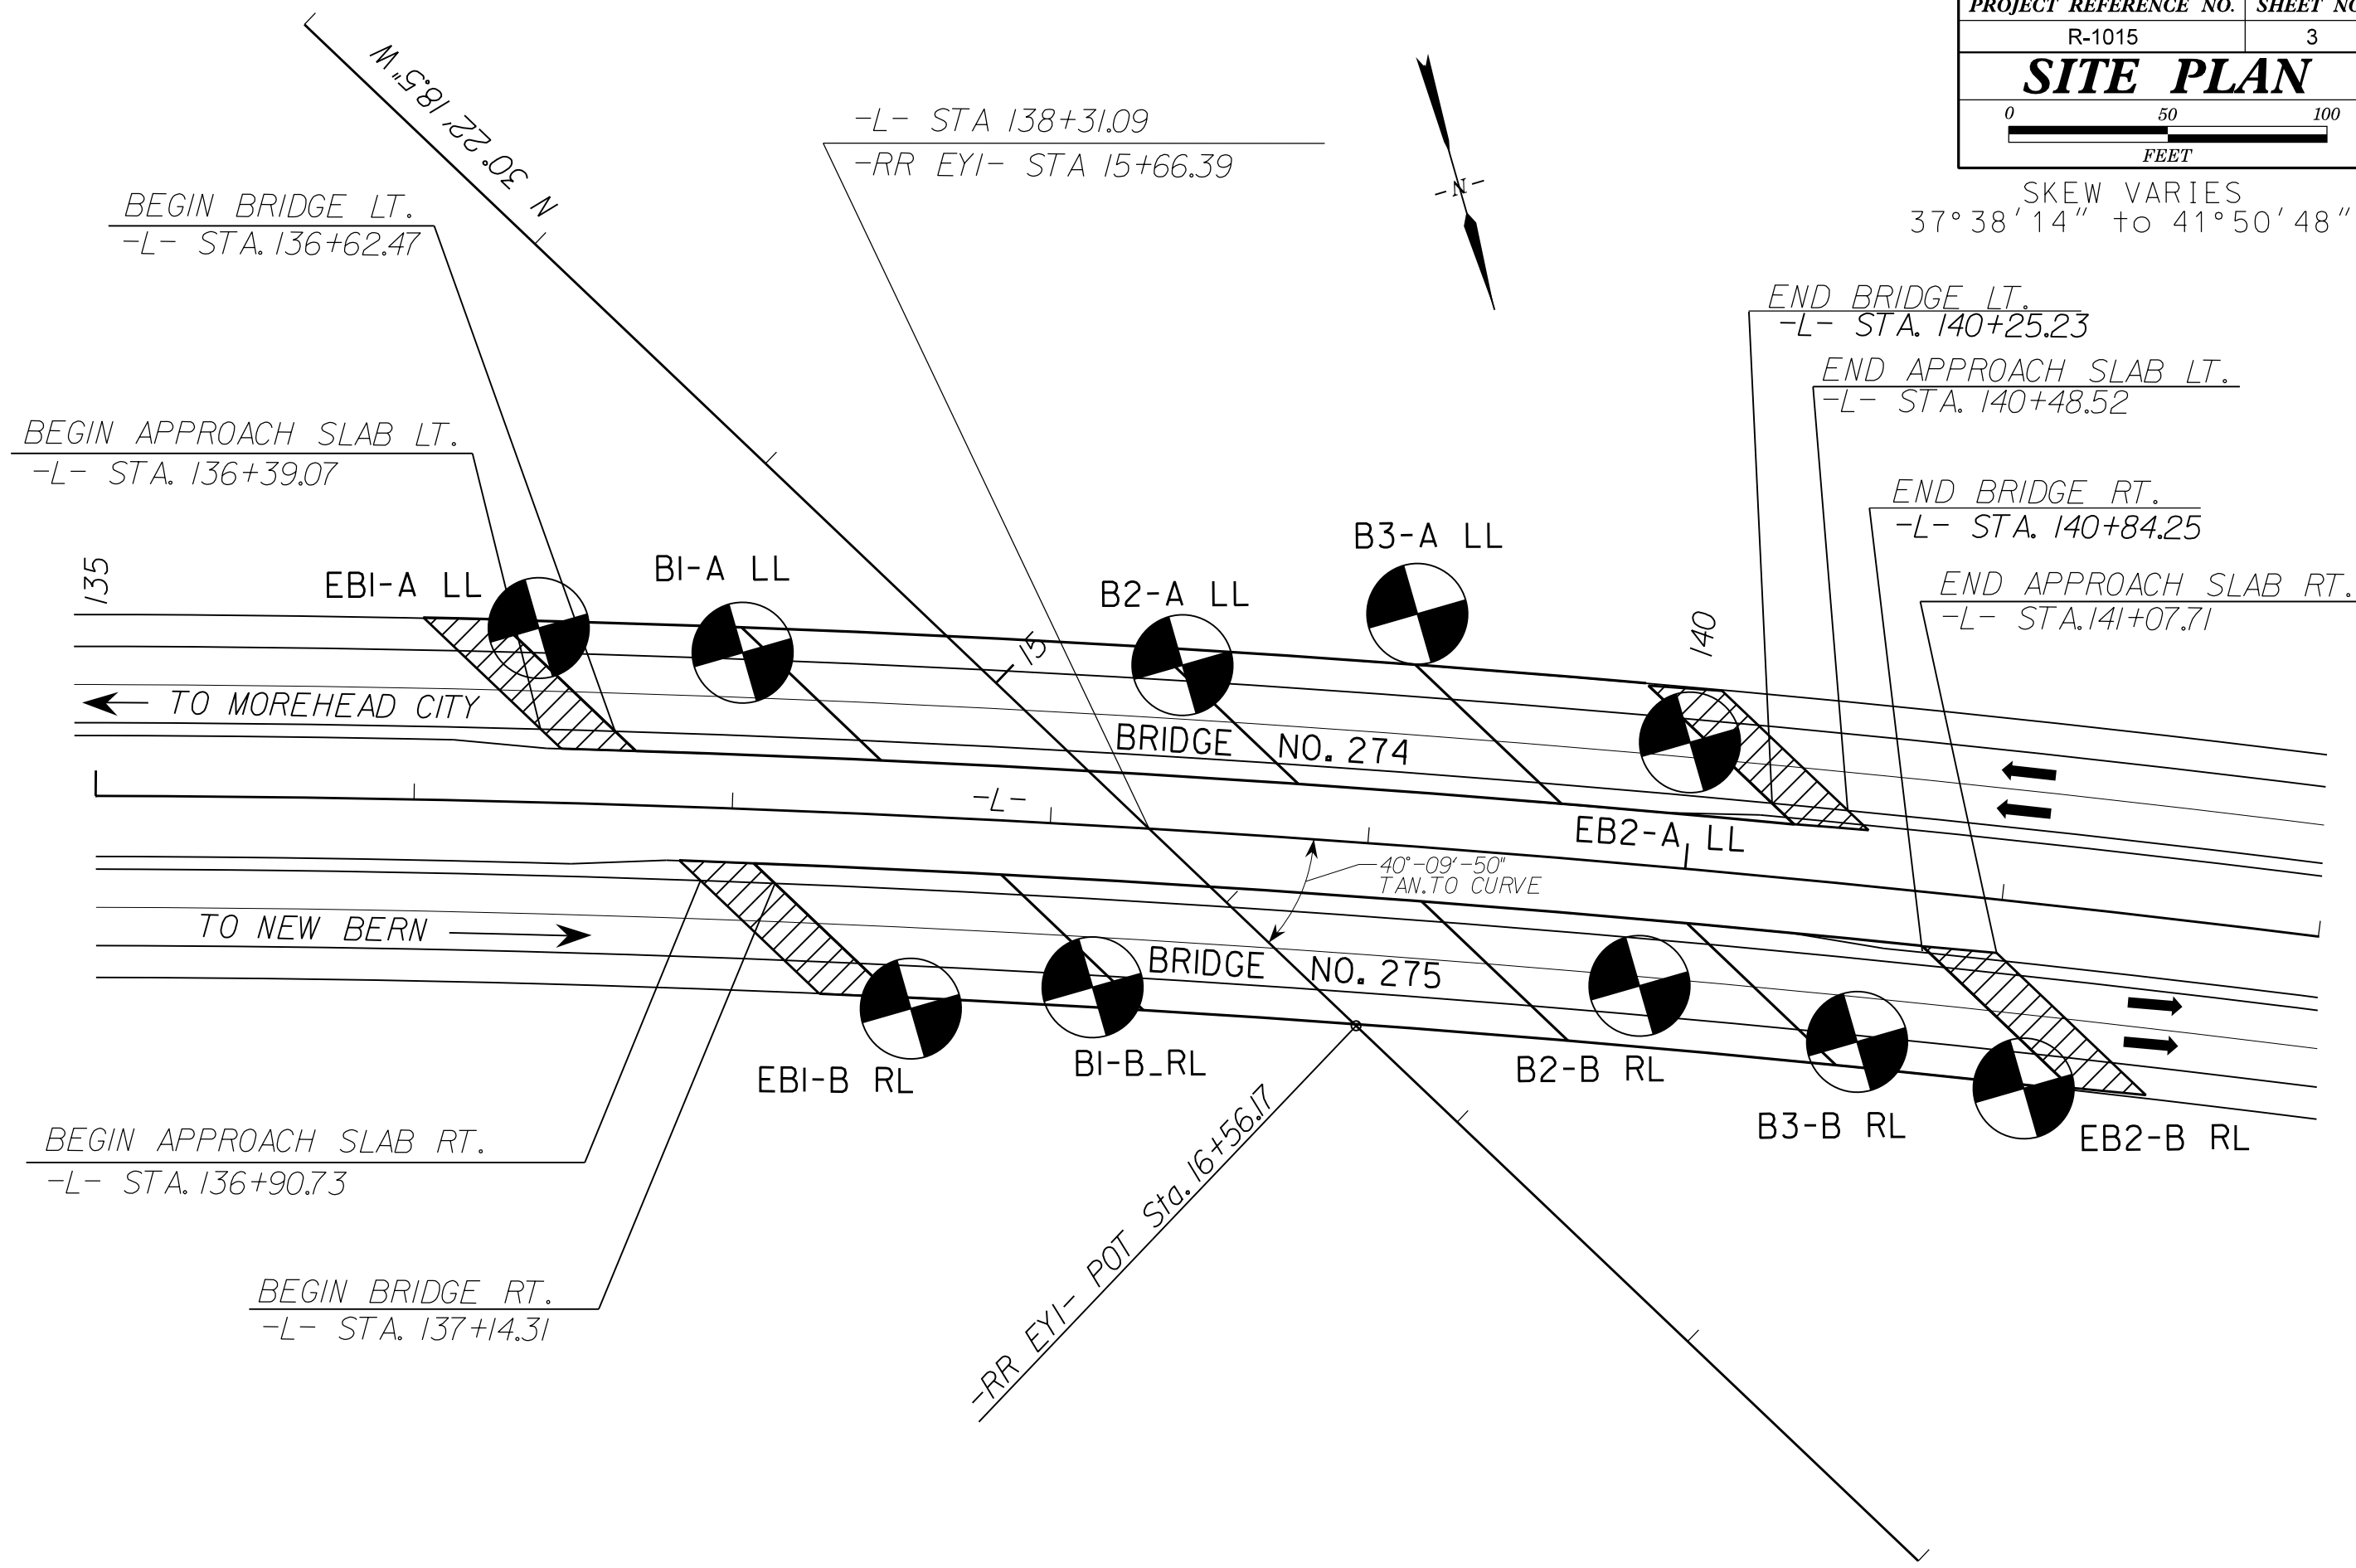 PROJECT REFERENCE NO. SHEET NO
R-1015 3
SITE PLAN
0 50 100
FEET
SKEW VARIES
37°38'14" to 41°50'48"
N 30°22'18.5" W
-L- STA 138+31.09
-RR EY1- STA 15+66.39
-N-
BEGIN BRIDGE LT.
-L- STA. 136+62.47
END BRIDGE LT.
-L- STA. 140+25.23
END APPROACH SLAB LT.
-L- STA. 140+48.52
BEGIN APPROACH SLAB LT.
-L- STA. 136+39.07
END BRIDGE RT.
-L- STA. 140+84.25
END APPROACH SLAB RT.
-L- STA. 141+07.71
135
EB1-A LL
B1-A LL
B2-A LL
B3-A LL
15
140
TO MOREHEAD CITY
BRIDGE NO. 274
-L-
EB2-A LL
40°-09'-50"
TAN. TO CURVE
TO NEW BERN
BRIDGE NO. 275
EB1-B RL
B1-B_RL
B2-B RL
B3-B RL
EB2-B RL
BEGIN APPROACH SLAB RT.
-L- STA. 136+90.73
-RR EY1- POT Sta. 16+56.17
BEGIN BRIDGE RT.
-L- STA. 137+14.31